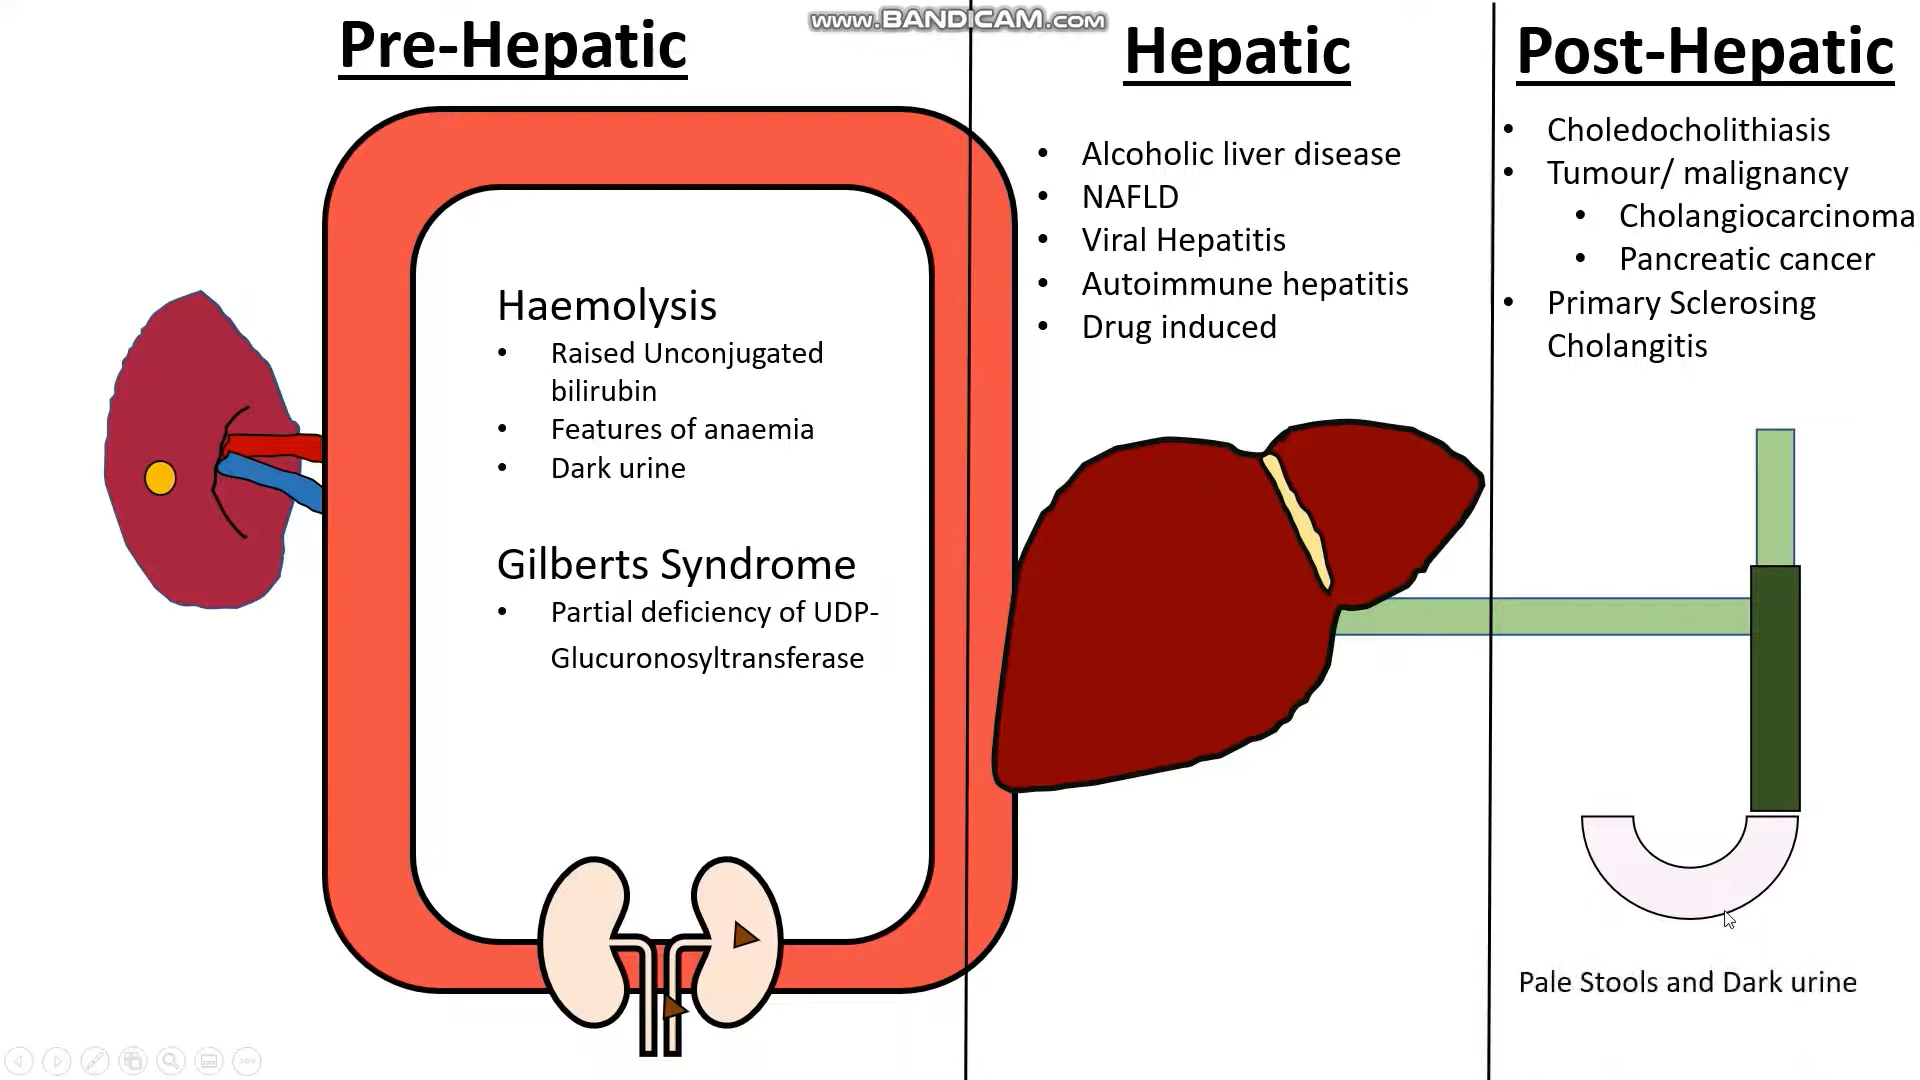 www.BANDICAM.com
Pre-Hepatic
Haemolysis
• Raised Unconjugated
bilirubin
• Features of anaemia
• Dark urine
Gilberts Syndrome
• Partial deficiency of UDP-
Glucuronosyltransferase
Hepatic
• Alcoholic liver disease
• NAFLD
• Viral Hepatitis
• Autoimmune hepatitis
• Drug induced
Post-Hepatic
• Choledocholithiasis
• Tumour/ malignancy
• Cholangiocarcinoma
• Pancreatic cancer
• Primary Sclerosing
Cholangitis
Pale Stools and Dark urine